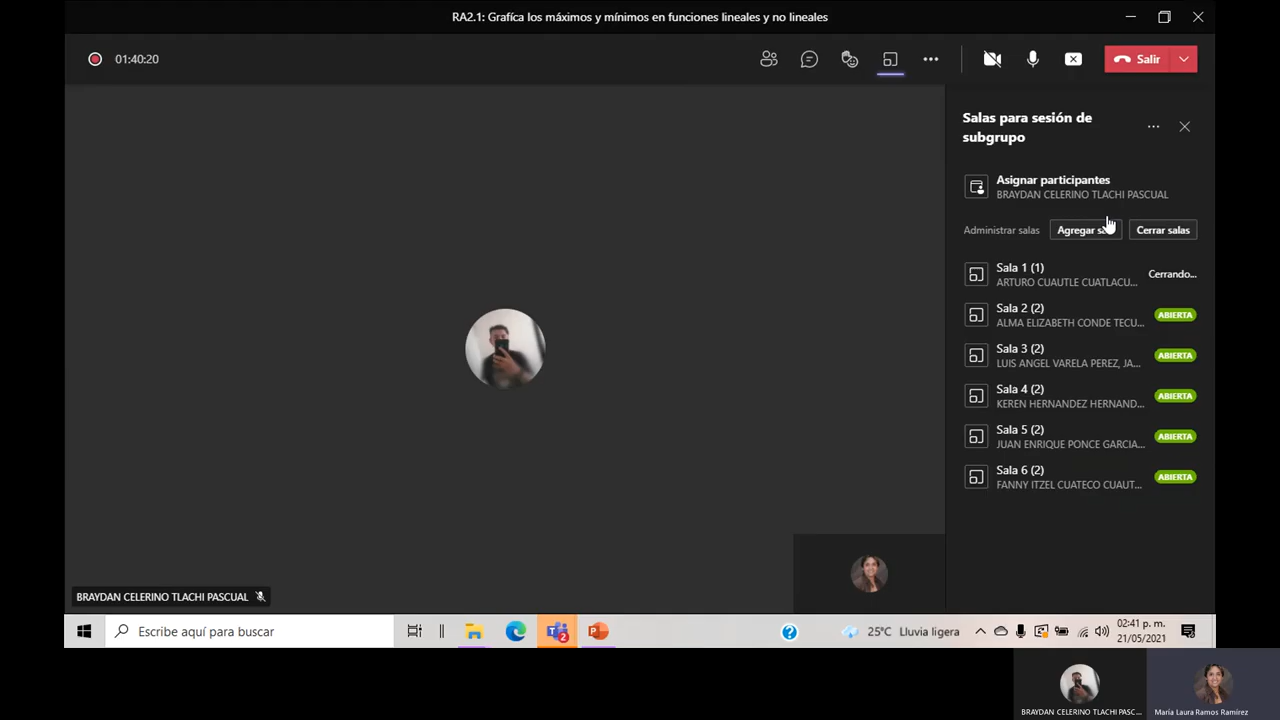 RA2.1: Grafíca los máximos y mínimos en funciones lineales y no lineales
01:40:20
Salir
Salas para sesión de
subgrupo
Asignar participantes
BRAYDAN CELERINO TLACHI PASCUAL
Administrar salas
Agregar
Cerrar salas
Sala 1 (1)
ARTURO CUAUTLE CUATLACU...
Cerrando...
Sala 2 (2)
ALMA ELIZABETH CONDE TECU...
ABIERTA
Sala 3 (2)
LUIS ANGEL VARELA PEREZ, JA...
ABIERTA
Sala 4 (2)
KEREN HERNANDEZ HERNAND...
ABIERTA
Sala 5 (2)
JUAN ENRIQUE PONCE GARCIA...
ABIERTA
Sala 6 (2)
FANNY ITZEL CUATECO CUAUT...
ABIERTA
BRAYDAN CELERINO TLACHI PASCUAL
Escribe aquí para buscar
2
25°C Lluvia ligera
02:41 p. m.
21/05/2021
BRAYDAN CELERINO TLACHI PASC...
María Laura Ramos Ramírez